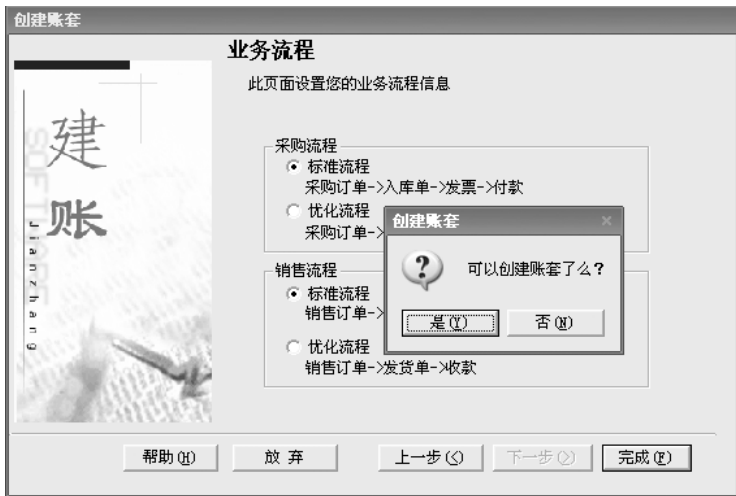 创建账套
业务流程
此页面设置您的业务流程信息
建
账
Jianzhang
采购流程
标准流程
采购订单->入库单->发票->付款
优化流程
采购订单->
销售流程
标准流程
销售订单->
优化流程
销售订单->发货单->收款
创建账套
可以创建账套了么?
是(Y)
否(N)
帮助(H)
放 弃
上一步(<)
下一步(>)
完成(F)